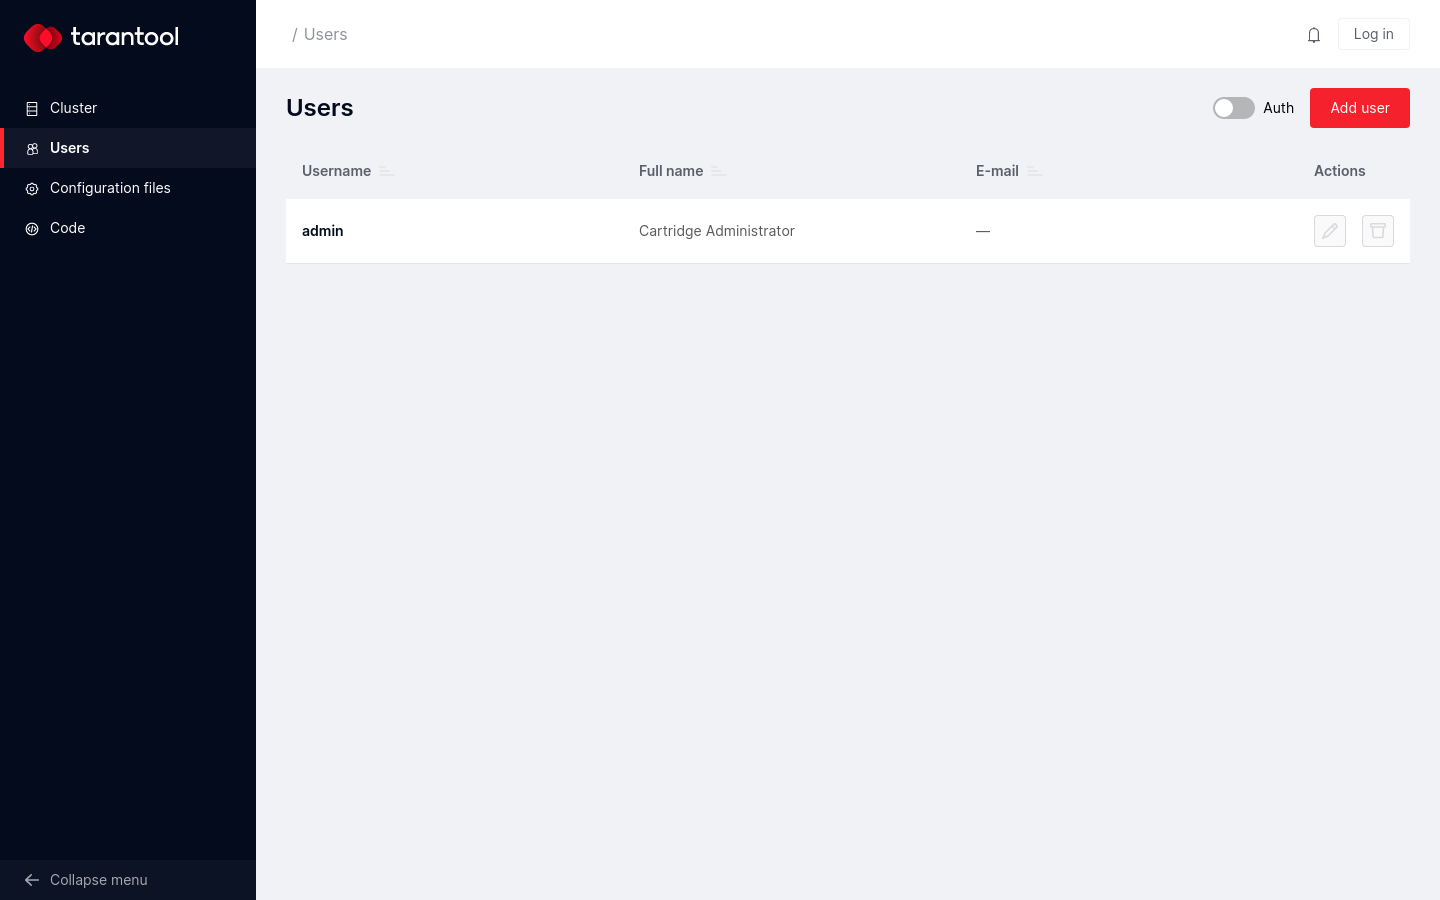 tarantool
/ Users
Log in
Cluster
Users
Configuration files
Code
Collapse menu
Users
Auth
Add user
Username
Full name
E-mail
Actions
admin
Cartridge Administrator
—